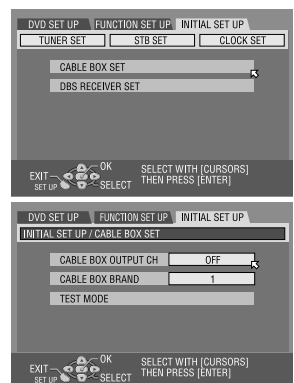 DVD SET UP FUNCTION SET UP INITIAL SET UP
TUNER SET STB SET CLOCK SET
CABLE BOX SET
DBS RECEIVER SET
EXIT OK SELECT WITH [CURSORS]
SET UP SELECT THEN PRESS [ENTER]
DVD SET UP FUNCTION SET UP INITIAL SET UP
INITIAL SET UP / CABLE BOX SET
CABLE BOX OUTPUT CH OFF
CABLE BOX BRAND 1
TEST MODE
EXIT OK SELECT WITH [CURSORS]
SET UP SELECT THEN PRESS [ENTER]